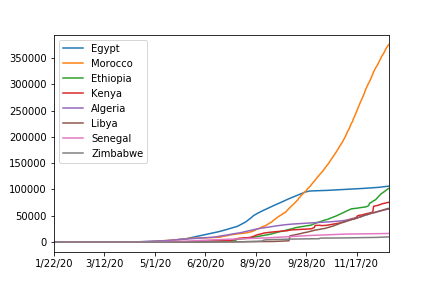 Egypt
Morocco
Ethiopia
Kenya
Algeria
Libya
Senegal
Zimbabwe
350000
300000
250000
200000
150000
100000
50000
0
1/22/20 3/12/20 5/1/20 6/20/20 8/9/20 9/28/20 11/17/20